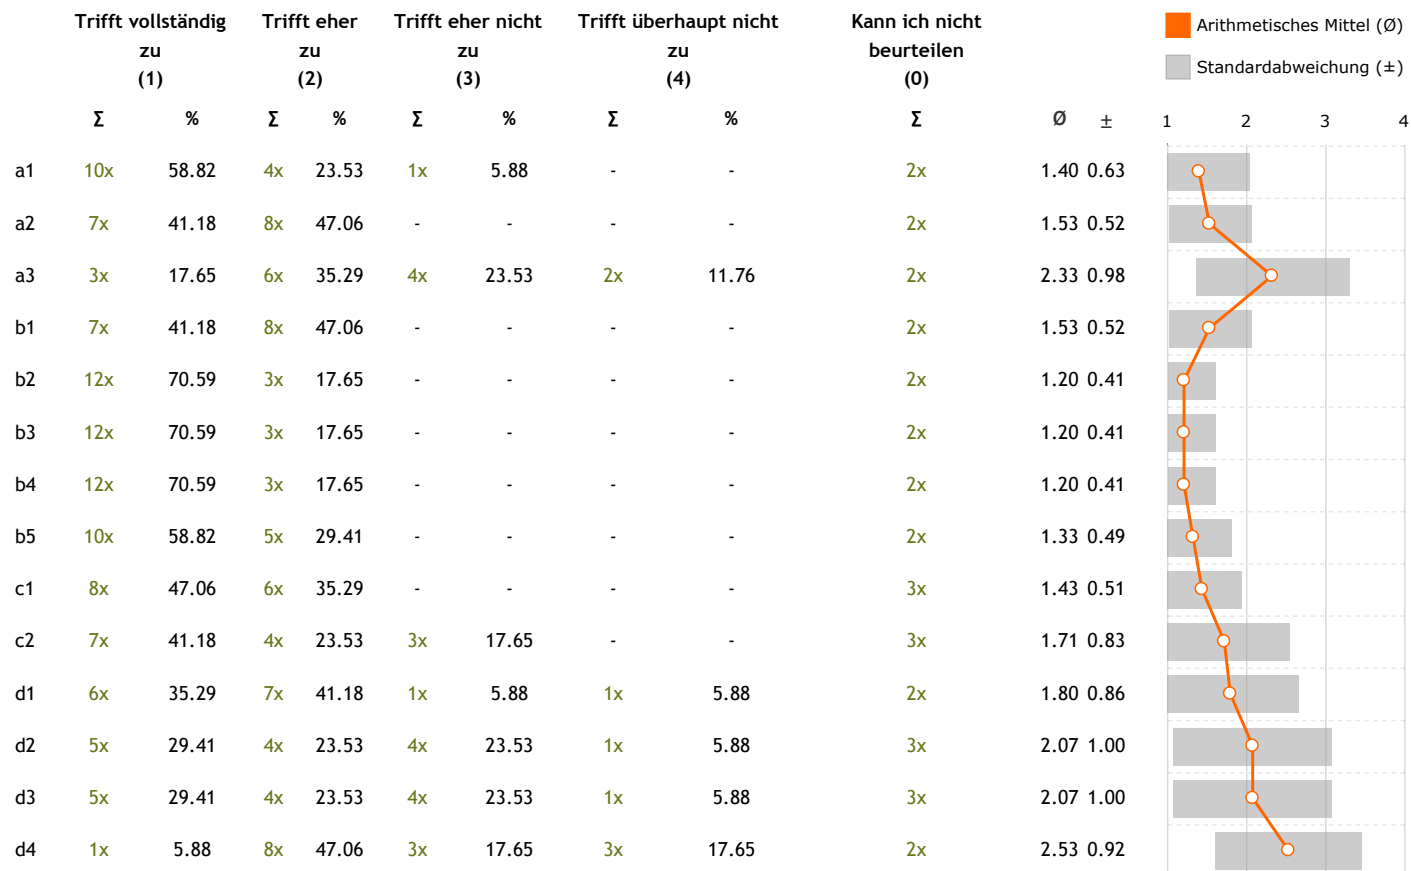 Trifft vollständig zu (1) Trifft eher zu (2) Trifft eher nicht zu (3) Trifft überhaupt nicht zu (4) Kann ich nicht beurteilen (0) Arithmetisches Mittel (Ø)
Standardabweichung (±)
Σ % Σ % Σ % Σ % Σ Ø ± 1 2 3 4
a1 10x 58.82 4x 23.53 1x 5.88 - - 2x 1.40 0.63
a2 7x 41.18 8x 47.06 - - - - 2x 1.53 0.52
a3 3x 17.65 6x 35.29 4x 23.53 2x 11.76 2x 2.33 0.98
b1 7x 41.18 8x 47.06 - - - - 2x 1.53 0.52
b2 12x 70.59 3x 17.65 - - - - 2x 1.20 0.41
b3 12x 70.59 3x 17.65 - - - - 2x 1.20 0.41
b4 12x 70.59 3x 17.65 - - - - 2x 1.20 0.41
b5 10x 58.82 5x 29.41 - - - - 2x 1.33 0.49
c1 8x 47.06 6x 35.29 - - - - 3x 1.43 0.51
c2 7x 41.18 4x 23.53 3x 17.65 - - 3x 1.71 0.83
d1 6x 35.29 7x 41.18 1x 5.88 1x 5.88 2x 1.80 0.86
d2 5x 29.41 4x 23.53 4x 23.53 1x 5.88 3x 2.07 1.00
d3 5x 29.41 4x 23.53 4x 23.53 1x 5.88 3x 2.07 1.00
d4 1x 5.88 8x 47.06 3x 17.65 3x 17.65 2x 2.53 0.92